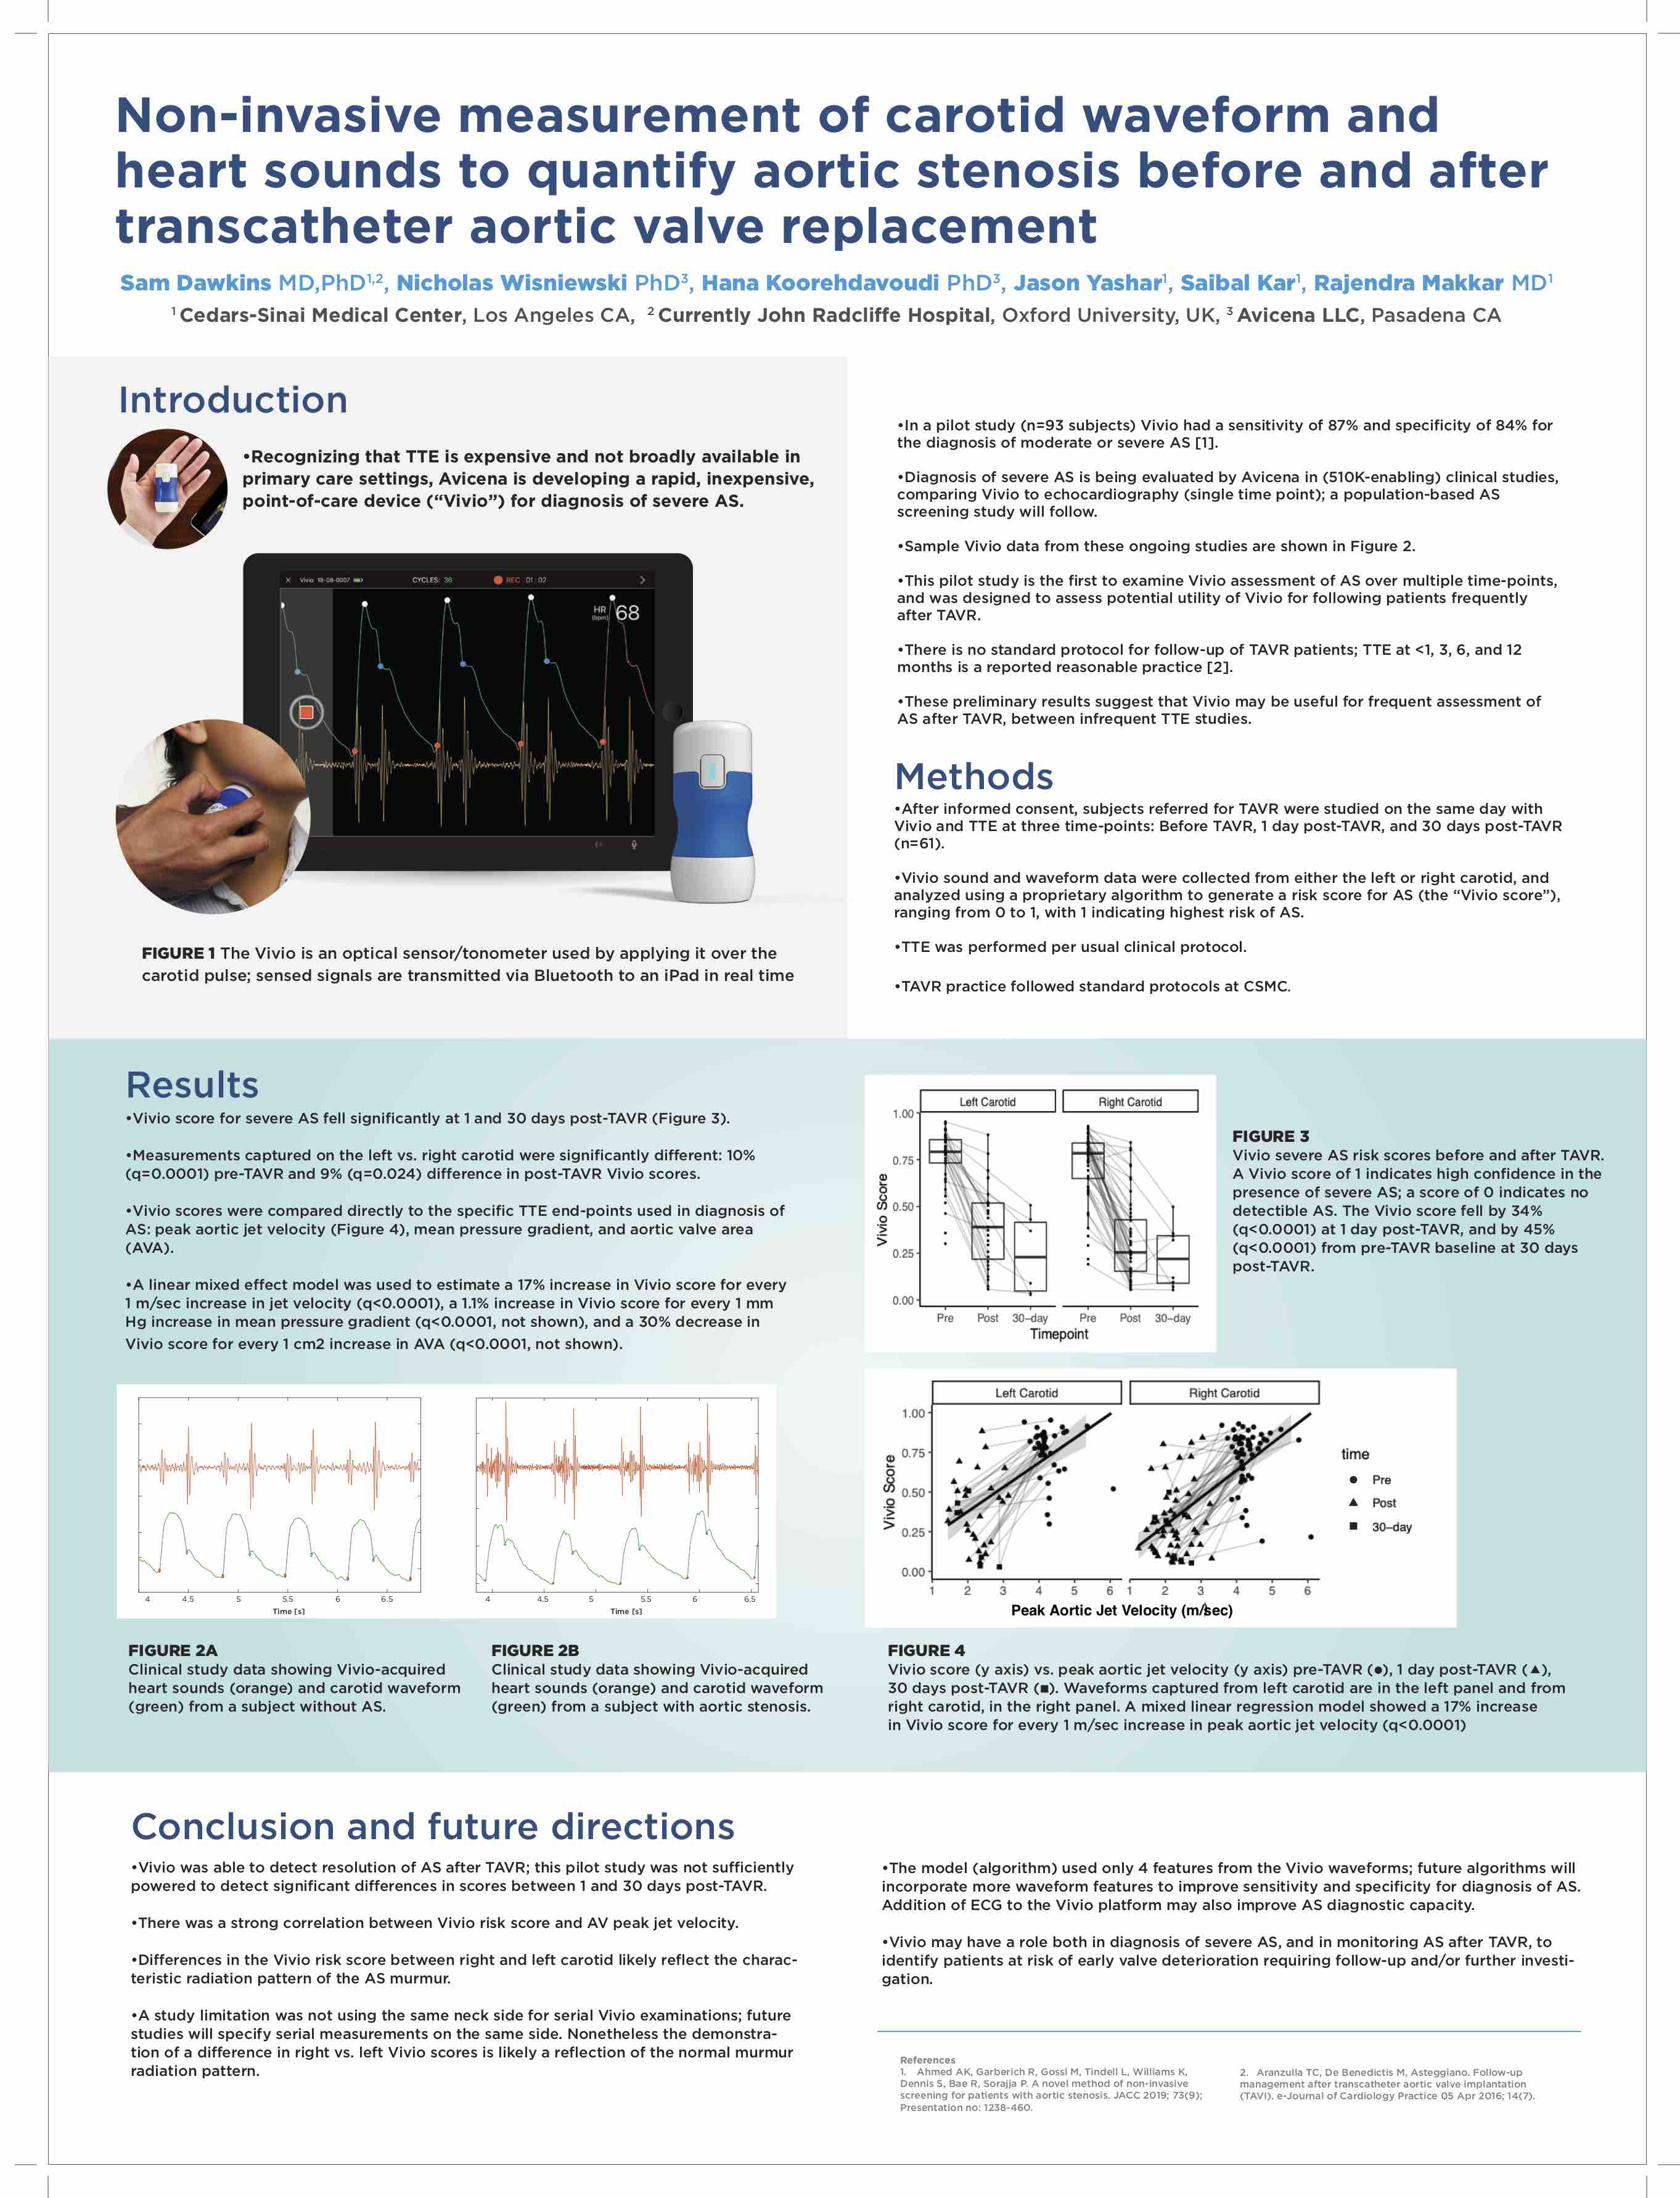 Non-invasive measurement of carotid waveform and
heart sounds to quantify aortic stenosis before and after
transcatheter aortic valve replacement
Sam Dawkins MD,PhD1,2, Nicholas Wisniewski PhD3, Hana Koorehdavoudi PhD3, Jason Yashar1, Saibal Kar1, Rajendra Makkar MD1
1 Cedars-Sinai Medical Center, Los Angeles CA, 2 Currently John Radcliffe Hospital, Oxford University, UK, 3 Avicena LLC, Pasadena CA
Introduction
•Recognizing that TTE is expensive and not broadly available in
primary care settings, Avicena is developing a rapid, inexpensive,
point-of-care device (“Vivio”) for diagnosis of severe AS.
Vivio 18-08-0007 CYCLES: 36 REC 01:02
HR 68
(bpm)
FIGURE 1 The Vivio is an optical sensor/tonometer used by applying it over the
carotid pulse; sensed signals are transmitted via Bluetooth to an iPad in real time
•In a pilot study (n=93 subjects) Vivio had a sensitivity of 87% and specificity of 84% for
the diagnosis of moderate or severe AS [1].
•Diagnosis of severe AS is being evaluated by Avicena in (510K-enabling) clinical studies,
comparing Vivio to echocardiography (single time point); a population-based AS
screening study will follow.
•Sample Vivio data from these ongoing studies are shown in Figure 2.
•This pilot study is the first to examine Vivio assessment of AS over multiple time-points,
and was designed to assess potential utility of Vivio for following patients frequently
after TAVR.
•There is no standard protocol for follow-up of TAVR patients; TTE at <1, 3, 6, and 12
months is a reported reasonable practice [2].
•These preliminary results suggest that Vivio may be useful for frequent assessment of
AS after TAVR, between infrequent TTE studies.
Methods
•After informed consent, subjects referred for TAVR were studied on the same day with
Vivio and TTE at three time-points: Before TAVR, 1 day post-TAVR, and 30 days post-TAVR
(n=61).
•Vivio sound and waveform data were collected from either the left or right carotid, and
analyzed using a proprietary algorithm to generate a risk score for AS (the “Vivio score”),
ranging from 0 to 1, with 1 indicating highest risk of AS.
•TTE was performed per usual clinical protocol.
•TAVR practice followed standard protocols at CSMC.
Results
•Vivio score for severe AS fell significantly at 1 and 30 days post-TAVR (Figure 3).
•Measurements captured on the left vs. right carotid were significantly different: 10%
(q=0.0001) pre-TAVR and 9% (q=0.024) difference in post-TAVR Vivio scores.
•Vivio scores were compared directly to the specific TTE end-points used in diagnosis of
AS: peak aortic jet velocity (Figure 4), mean pressure gradient, and aortic valve area
(AVA).
•A linear mixed effect model was used to estimate a 17% increase in Vivio score for every
1 m/sec increase in jet velocity (q<0.0001), a 1.1% increase in Vivio score for every 1 mm
Hg increase in mean pressure gradient (q<0.0001, not shown), and a 30% decrease in
Vivio score for every 1 cm2 increase in AVA (q<0.0001, not shown).
4 4.5 5 5.5 6 6.5
Time [s]
4 4.5 5 5.5 6 6.5
Time [s]
FIGURE 2A
Clinical study data showing Vivio-acquired
heart sounds (orange) and carotid waveform
(green) from a subject without AS.
FIGURE 2B
Clinical study data showing Vivio-acquired
heart sounds (orange) and carotid waveform
(green) from a subject with aortic stenosis.
Left Carotid Right Carotid
1.00
0.75
0.50
0.25
0.00
Vivio Score
Pre Post 30-day Pre Post 30-day
Timepoint
FIGURE 3
Vivio severe AS risk scores before and after TAVR.
A Vivio score of 1 indicates high confidence in the
presence of severe AS; a score of 0 indicates no
detectible AS. The Vivio score fell by 34%
(q<0.0001) at 1 day post-TAVR, and by 45%
(q<0.0001) from pre-TAVR baseline at 30 days
post-TAVR.
Left Carotid Right Carotid
1.00
0.75
0.50
0.25
0.00
Vivio Score
1 2 3 4 5 6 1 2 3 4 5 6
Peak Aortic Jet Velocity (m/sec)
time
Pre
Post
30-day
FIGURE 4
Vivio score (y axis) vs. peak aortic jet velocity (y axis) pre-TAVR (●), 1 day post-TAVR (▲),
30 days post-TAVR (■). Waveforms captured from left carotid are in the left panel and from
right carotid, in the right panel. A mixed linear regression model showed a 17% increase
in Vivio score for every 1 m/sec increase in peak aortic jet velocity (q<0.0001)
Conclusion and future directions
•Vivio was able to detect resolution of AS after TAVR; this pilot study was not sufficiently
powered to detect significant differences in scores between 1 and 30 days post-TAVR.
•There was a strong correlation between Vivio risk score and AV peak jet velocity.
•Differences in the Vivio risk score between right and left carotid likely reflect the charac-
teristic radiation pattern of the AS murmur.
•A study limitation was not using the same neck side for serial Vivio examinations; future
studies will specify serial measurements on the same side. Nonetheless the demonstra-
tion of a difference in right vs. left Vivio scores is likely a reflection of the normal murmur
radiation pattern.
•The model (algorithm) used only 4 features from the Vivio waveforms; future algorithms will
incorporate more waveform features to improve sensitivity and specificity for diagnosis of AS.
Addition of ECG to the Vivio platform may also improve AS diagnostic capacity.
•Vivio may have a role both in diagnosis of severe AS, and in monitoring AS after TAVR, to
identify patients at risk of early valve deterioration requiring follow-up and/or further investi-
gation.
References
1. Ahmed AK, Garberich R, Gossl M, Tindell L, Williams K,
Dennis S, Bae R, Sorajja P. A novel method of non-invasive
screening for patients with aortic stenosis. JACC 2019; 73(9);
Presentation no: 1238-460.
2. Aranzulla TC, De Benedictis M, Asteggiano. Follow-up
management after transcatheter aortic valve implantation
(TAVI). e-Journal of Cardiology Practice 05 Apr 2016; 14(7).